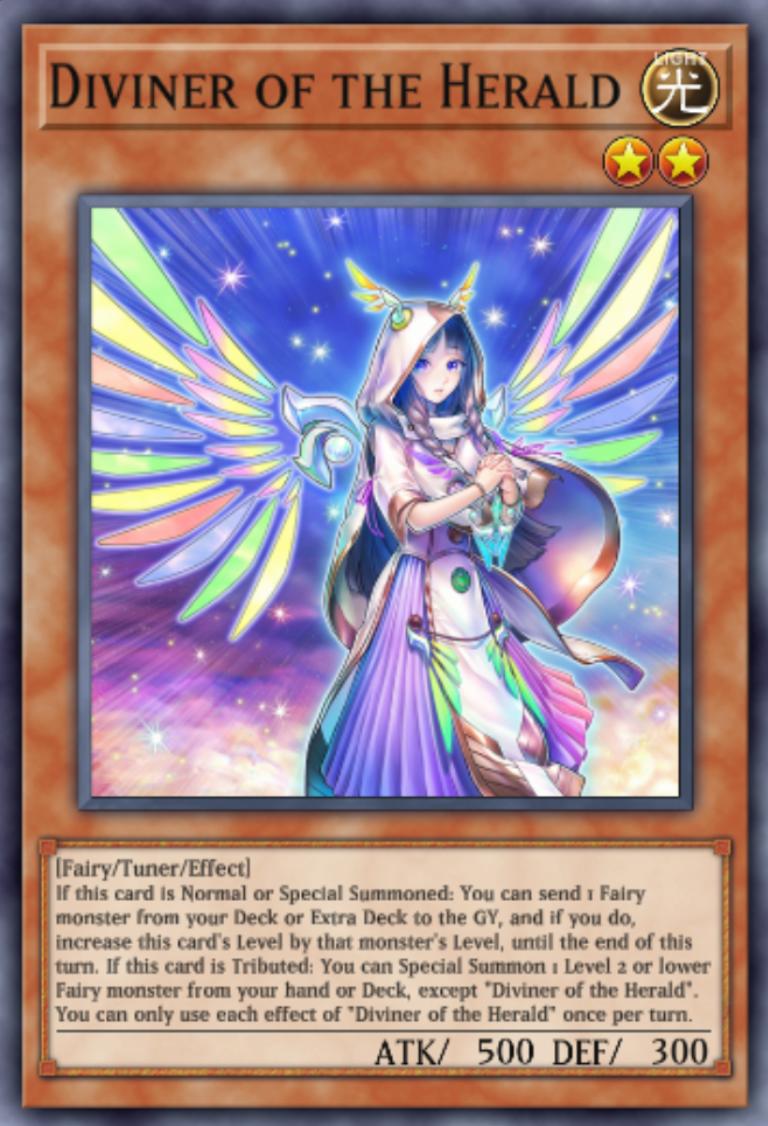 DIVINER OF THE HERALD
LIGHT
光
[Fairy/Tuner/Effect]
If this card is Normal or Special Summoned: You can send 1 Fairy
monster from your Deck or Extra Deck to the GY, and if you do,
increase this card's Level by that monster's Level, until the end of this
turn. If this card is Tributed: You can Special Summon 1 Level 2 or lower
Fairy monster from your hand or Deck, except "Diviner of the Herald".
You can only use each effect of "Diviner of the Herald" once per turn.
ATK/ 500 DEF/ 300